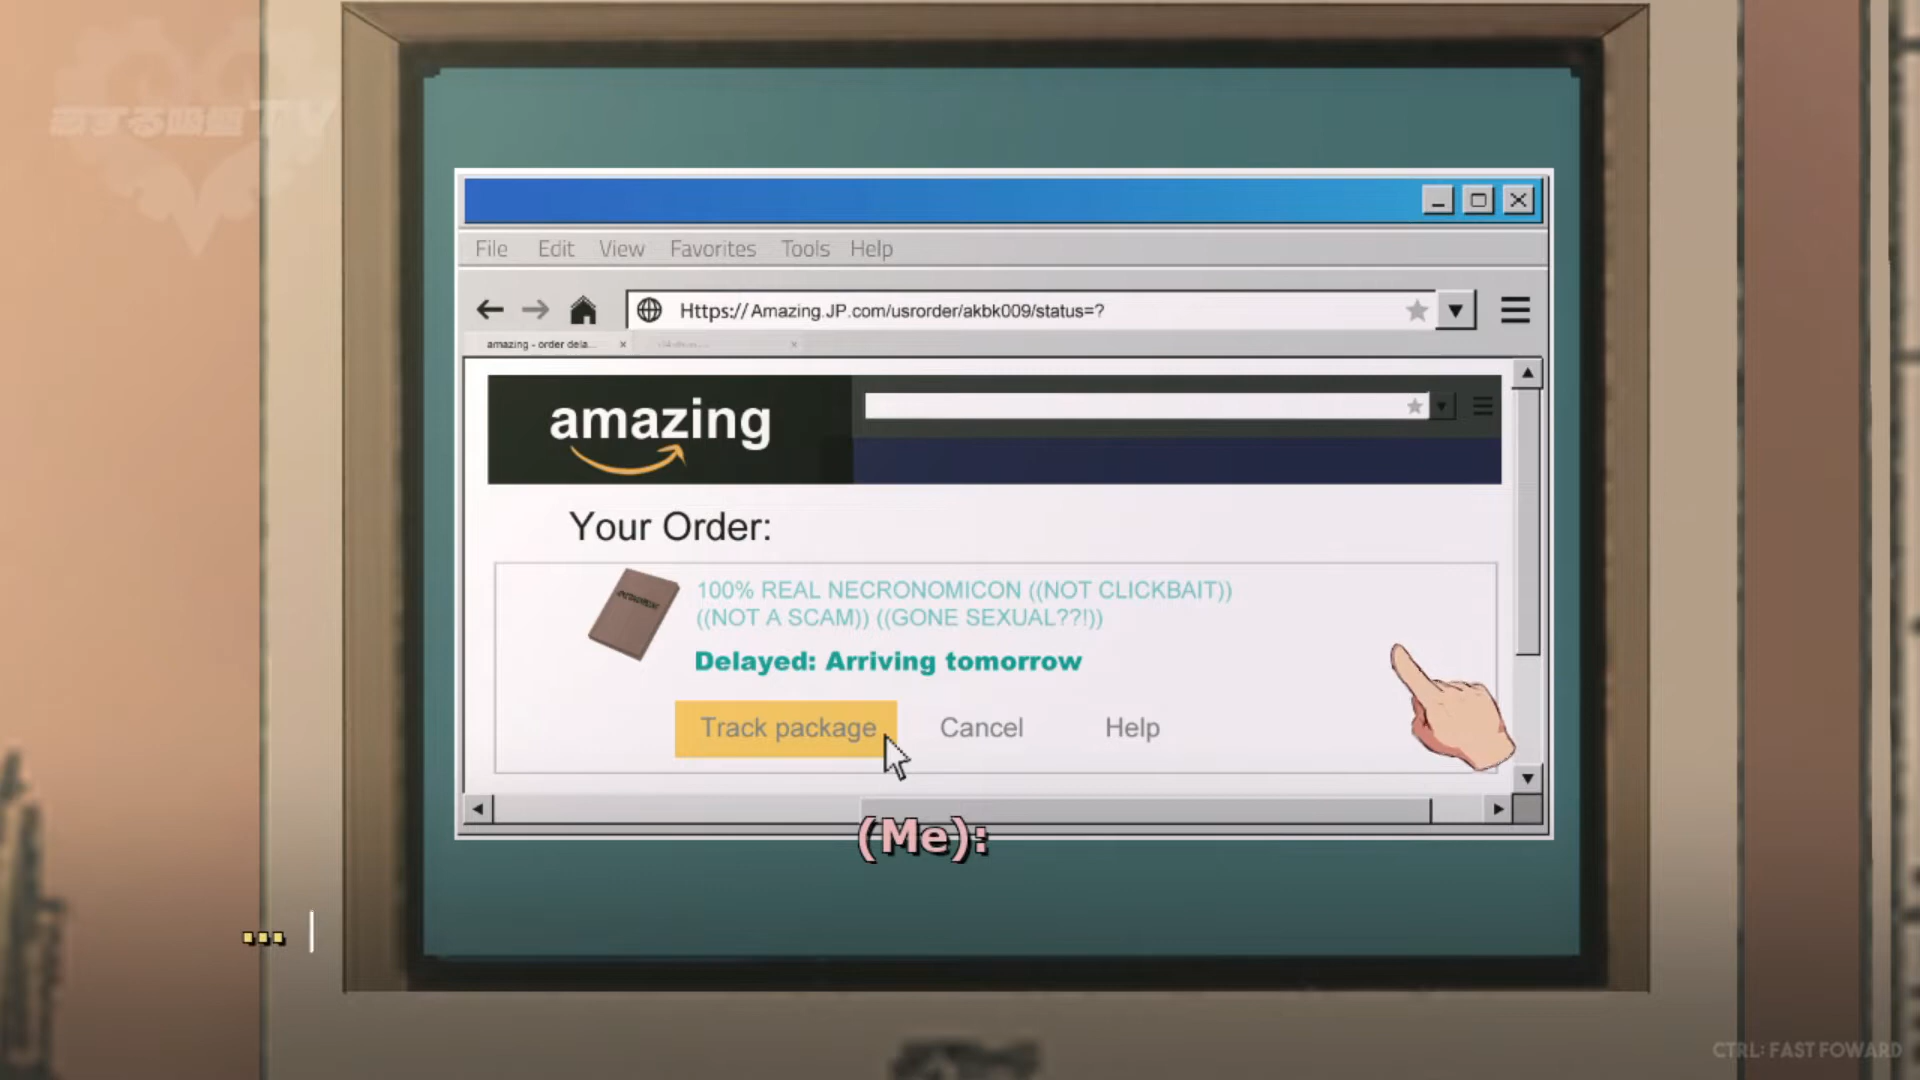 File Edit View Favorites Tools Help
Https://Amazing.JP.com/usrorder/akbk009/status=?
amazing - order dela...
amazing
Your Order:
100% REAL NECRONOMICON ((NOT CLICKBAIT))
((NOT A SCAM)) ((GONE SEXUAL??!))
Delayed: Arriving tomorrow
Track package Cancel Help
(Me):
...
CTRL: FAST FOWARD